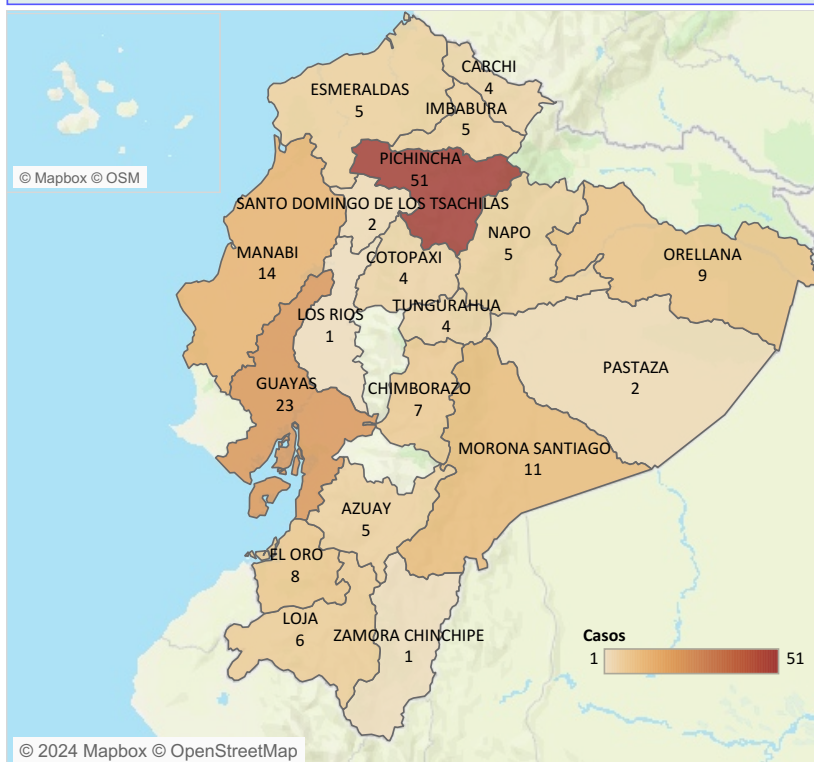 CARCHI
4
ESMERALDAS
5
IMBABURA
5
© Mapbox © OSM
PICHINCHA
51
SANTO DOMINGO DE LOS TSACHILAS
2
NAPO
5
MANABI
14
COTOPAXI
4
ORELLANA
9
TUNGURAHUA
4
LOS RIOS
1
PASTAZA
2
GUAYAS
23
CHIMBORAZO
7
MORONA SANTIAGO
11
AZUAY
5
EL ORO
8
LOJA
6
ZAMORA CHINCHIPE
1
Casos
1 51
© 2024 Mapbox © OpenStreetMap